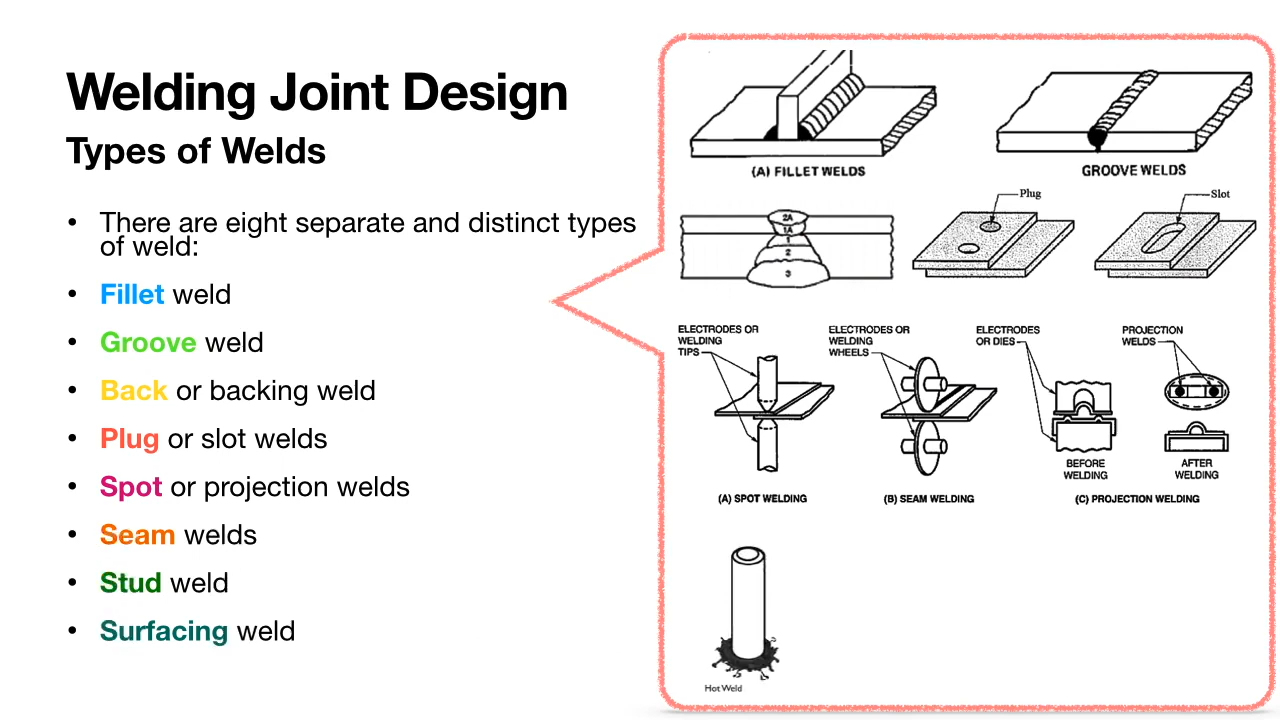 Welding Joint Design
Types of Welds
• There are eight separate and distinct types
of weld:
• Fillet weld
• Groove weld
• Back or backing weld
• Plug or slot welds
• Spot or projection welds
• Seam welds
• Stud weld
• Surfacing weld
(A) FILLET WELDS
GROOVE WELDS
2A
1A
1
2
3
Plug
Slot
ELECTRODES OR
WELDING
TIPS
ELECTRODES OR
WELDING
WHEELS
ELECTRODES
OR DIES
PROJECTION
WELDS
BEFORE
WELDING
AFTER
WELDING
(A) SPOT WELDING
(B) SEAM WELDING
(C) PROJECTION WELDING
Hot Weld